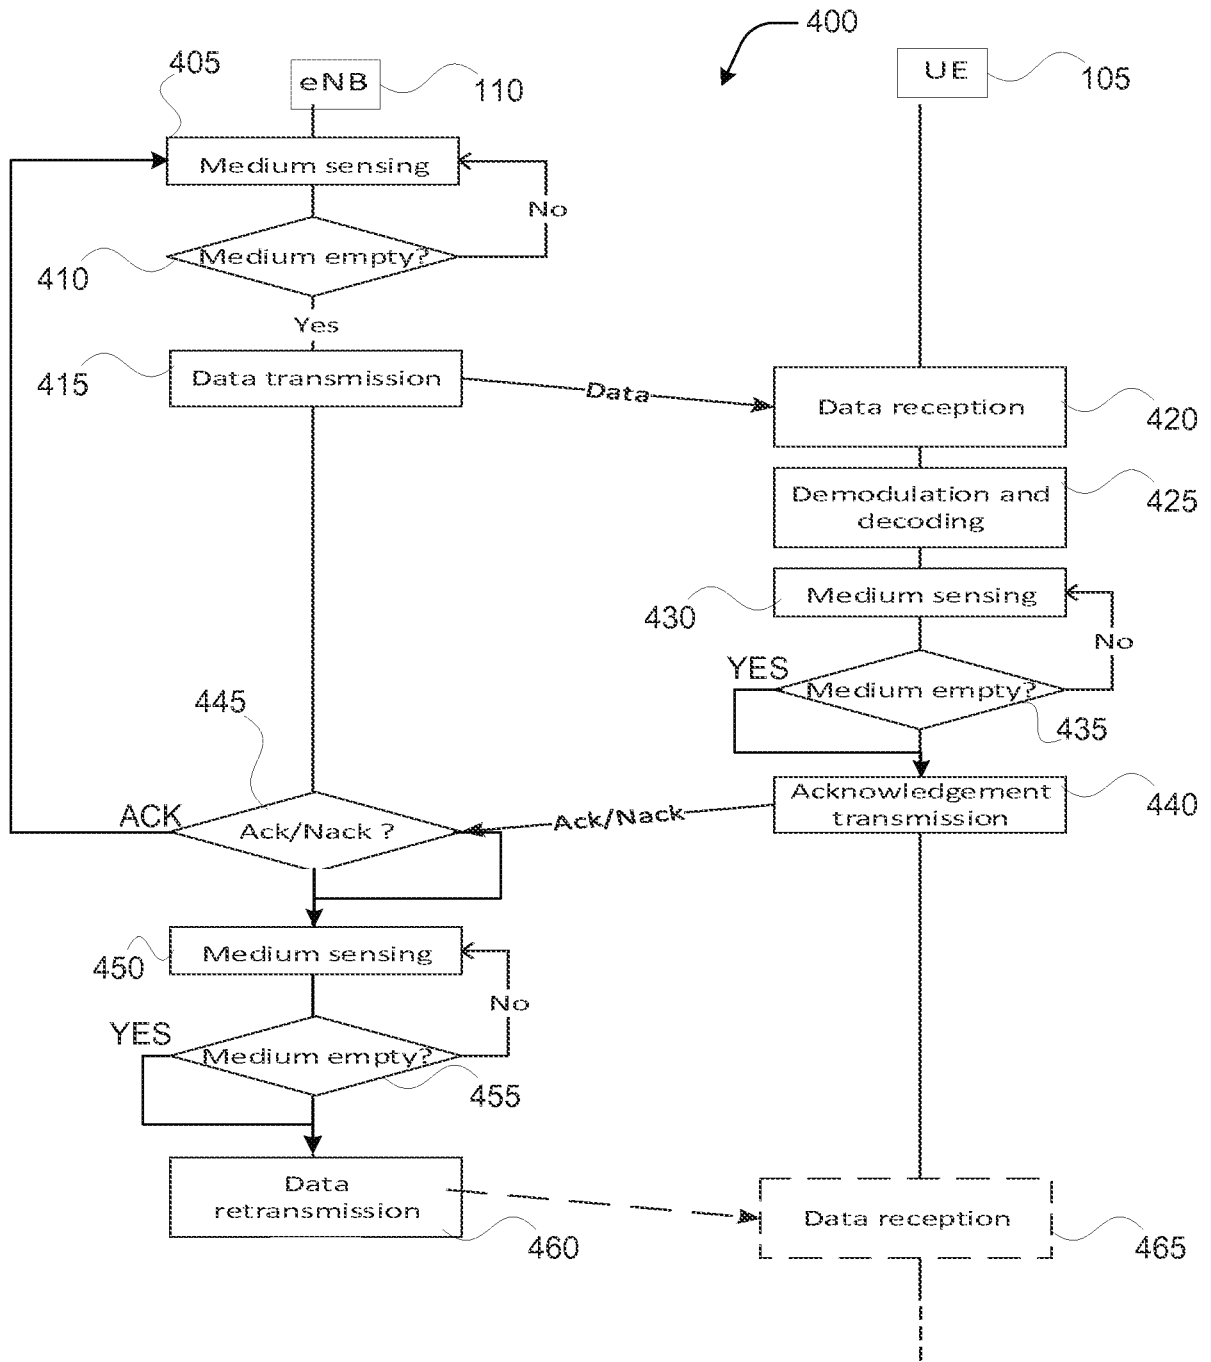 400
405
eNB
110
UE
105
Medium sensing
No
Medium empty?
410
Yes
415
Data transmission
Data
Data reception
420
Demodulation and
decoding
425
Medium sensing
430
No
YES
Medium empty?
435
445
Acknowledgement
transmission
440
ACK
Ack/Nack ?
Ack/Nack
Medium sensing
450
No
YES
Medium empty?
455
Data
retransmission
460
Data reception
465